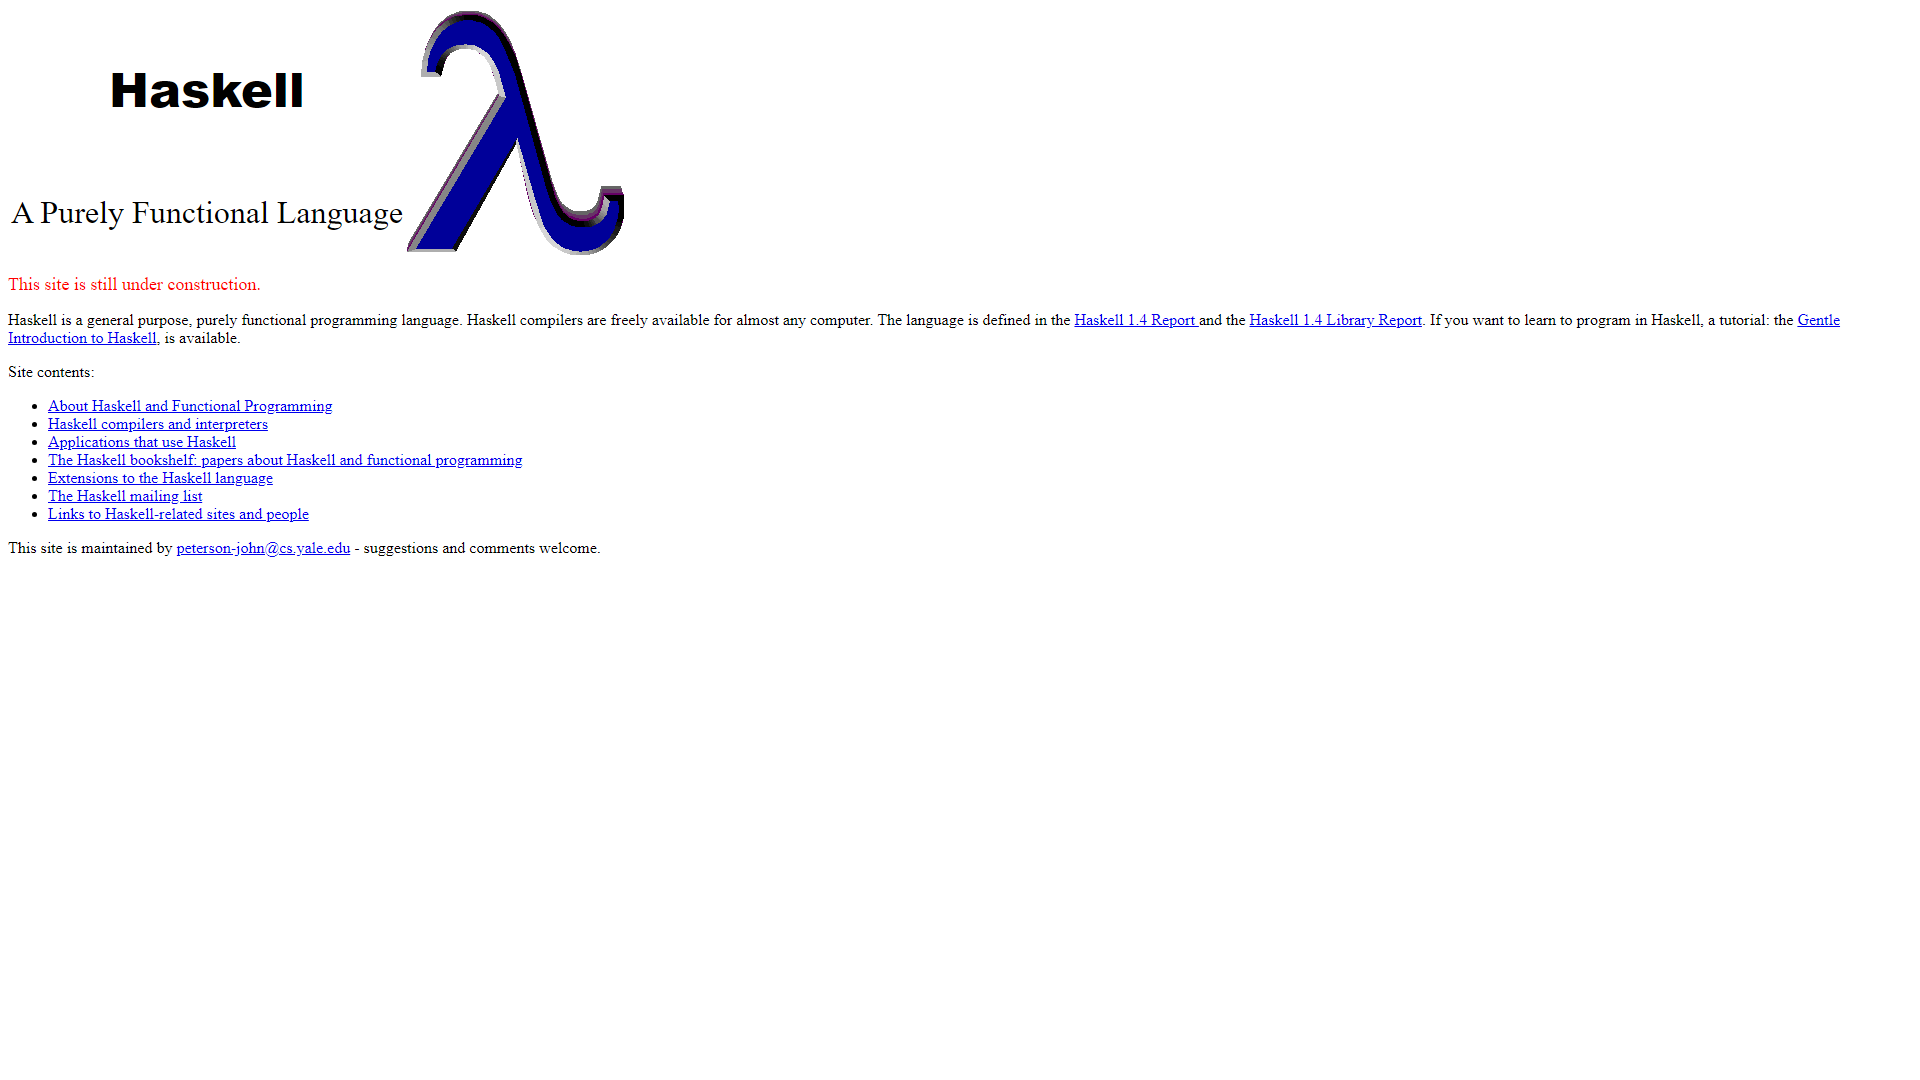 Haskell
A Purely Functional Language
This site is still under construction.
Haskell is a general purpose, purely functional programming language. Haskell compilers are freely available for almost any computer. The language is defined in the Haskell 1.4 Report and the Haskell 1.4 Library Report. If you want to learn to program in Haskell, a tutorial: the Gentle
Introduction to Haskell, is available.
Site contents:
• About Haskell and Functional Programming
• Haskell compilers and interpreters
• Applications that use Haskell
• The Haskell bookshelf: papers about Haskell and functional programming
• Extensions to the Haskell language
• The Haskell mailing list
• Links to Haskell-related sites and people
This site is maintained by peterson-john@cs.yale.edu - suggestions and comments welcome.